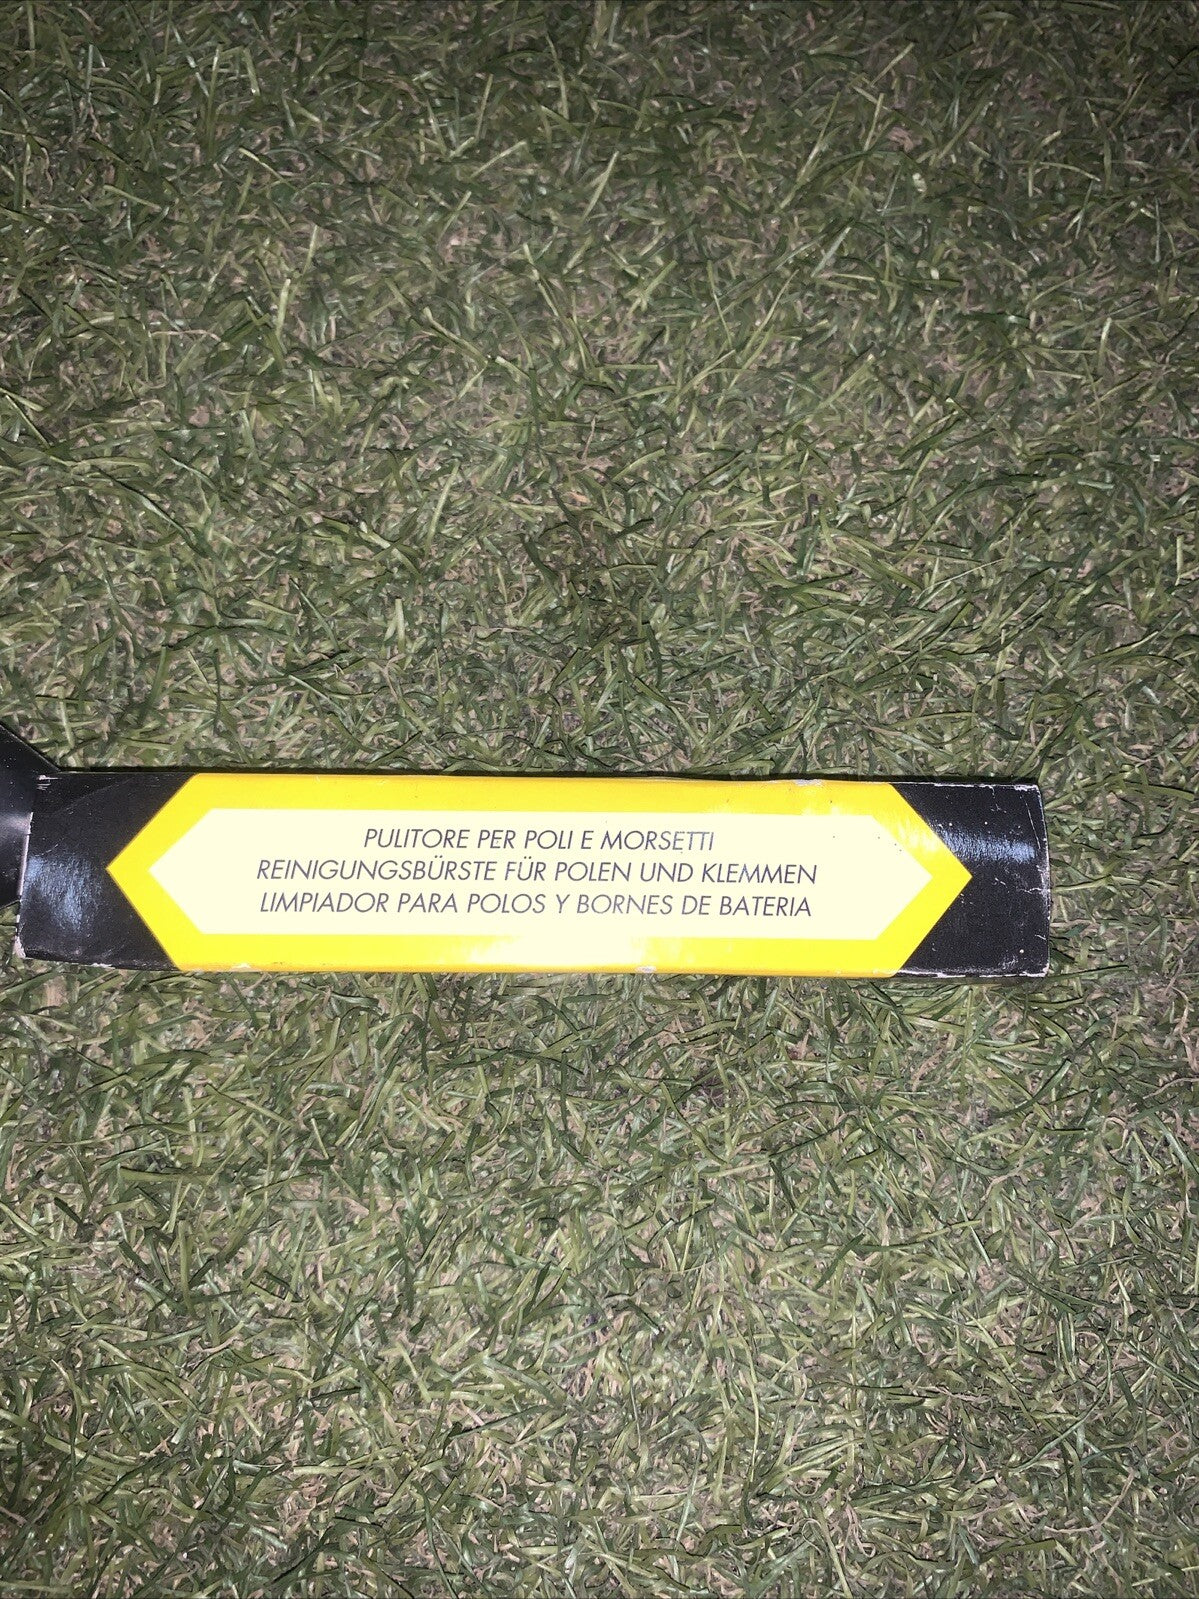 PULITORE PER POLI E MORSETTI
REINIGUNGSBÜRSTE FÜR POLEN UND KLEMMEN
LIMPIADOR PARA POLOS Y BORNES DE BATERIA